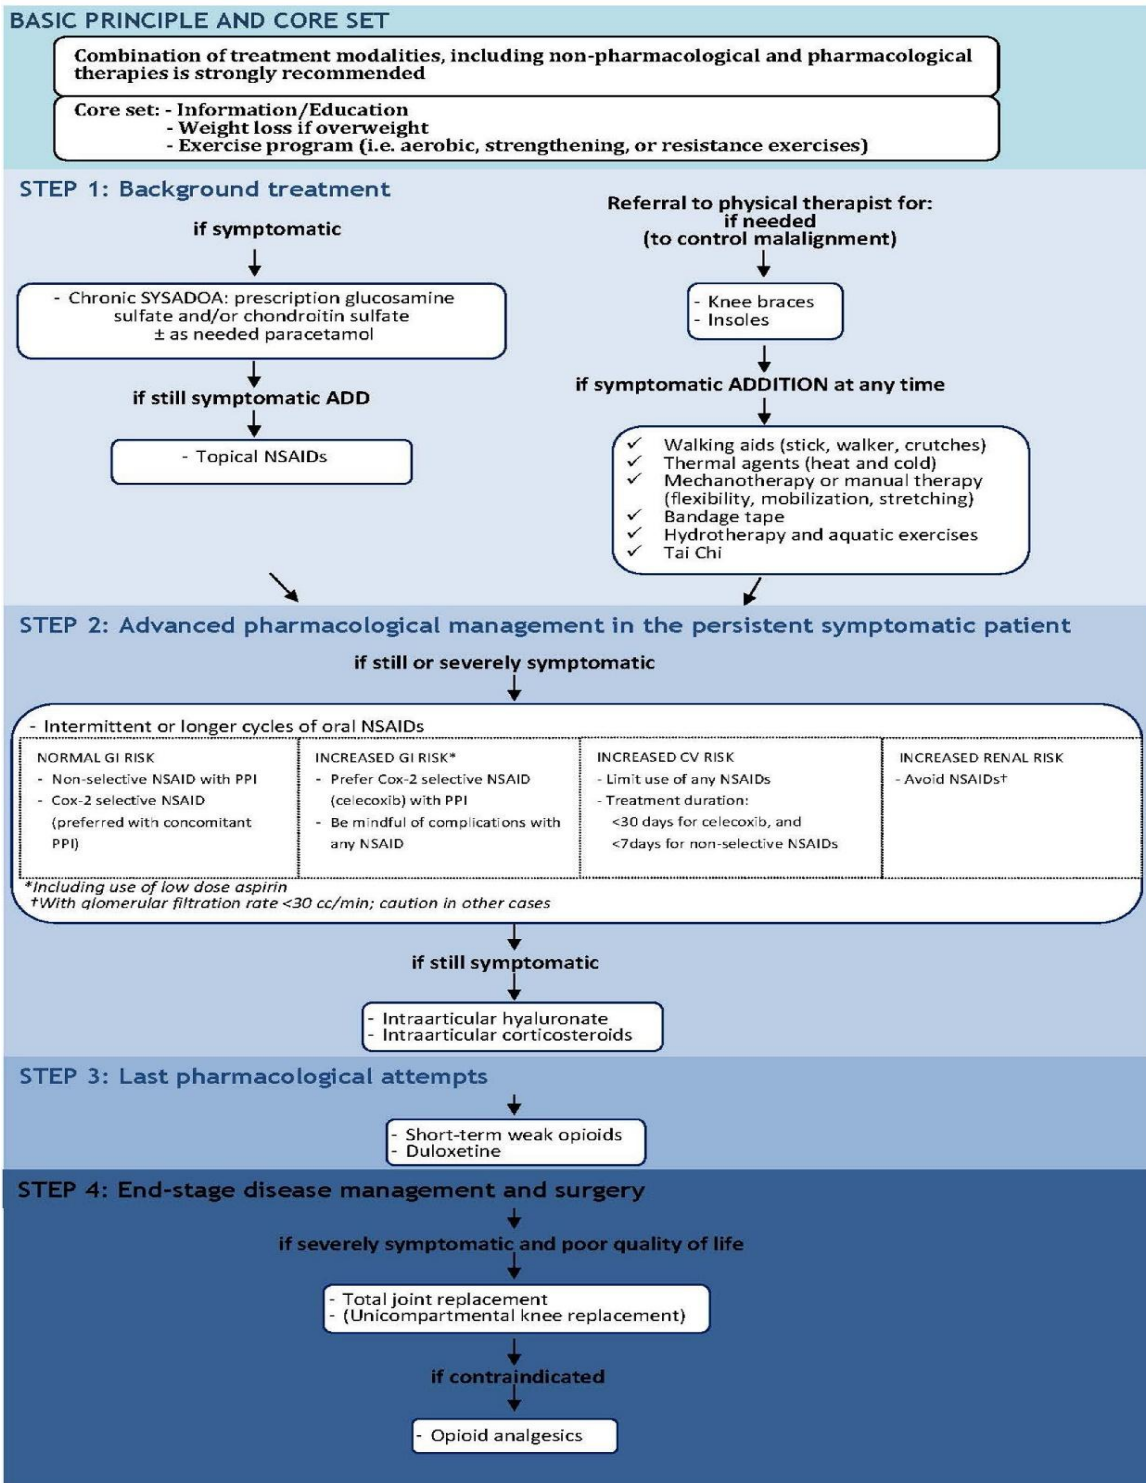 BASIC PRINCIPLE AND CORE SET
Combination of treatment modalities, including non-pharmacological and pharmacological
therapies is strongly recommended
Core set: - Information/Education
- Weight loss if overweight
- Exercise program (i.e. aerobic, strengthening, or resistance exercises)
STEP 1: Background treatment
if symptomatic
- Chronic SYSADOA: prescription glucosamine
sulfate and/or chondroitin sulfate
± as needed paracetamol
if still symptomatic ADD
- Topical NSAIDs
Referral to physical therapist for:
if needed
(to control malalignment)
- Knee braces
- Insoles
if symptomatic ADDITION at any time
✓ Walking aids (stick, walker, crutches)
✓ Thermal agents (heat and cold)
✓ Mechanotherapy or manual therapy
(flexibility, mobilization, stretching)
✓ Bandage tape
✓ Hydrotherapy and aquatic exercises
✓ Tai Chi
STEP 2: Advanced pharmacological management in the persistent symptomatic patient
if still or severely symptomatic
- Intermittent or longer cycles of oral NSAIDs
NORMAL GI RISK
- Non-selective NSAID with PPI
- Cox-2 selective NSAID
(preferred with concomitant
PPI)
INCREASED GI RISK*
- Prefer Cox-2 selective NSAID
(celecoxib) with PPI
- Be mindful of complications with
any NSAID
INCREASED CV RISK
- Limit use of any NSAIDs
- Treatment duration:
<30 days for celecoxib, and
<7days for non-selective NSAIDs
INCREASED RENAL RISK
- Avoid NSAIDs†
*Including use of low dose aspirin
†With glomerular filtration rate <30 cc/min; caution in other cases
if still symptomatic
- Intraarticular hyaluronate
- Intraarticular corticosteroids
STEP 3: Last pharmacological attempts
- Short-term weak opioids
- Duloxetine
STEP 4: End-stage disease management and surgery
if severely symptomatic and poor quality of life
- Total joint replacement
- (Unicompartmental knee replacement)
if contraindicated
- Opioid analgesics